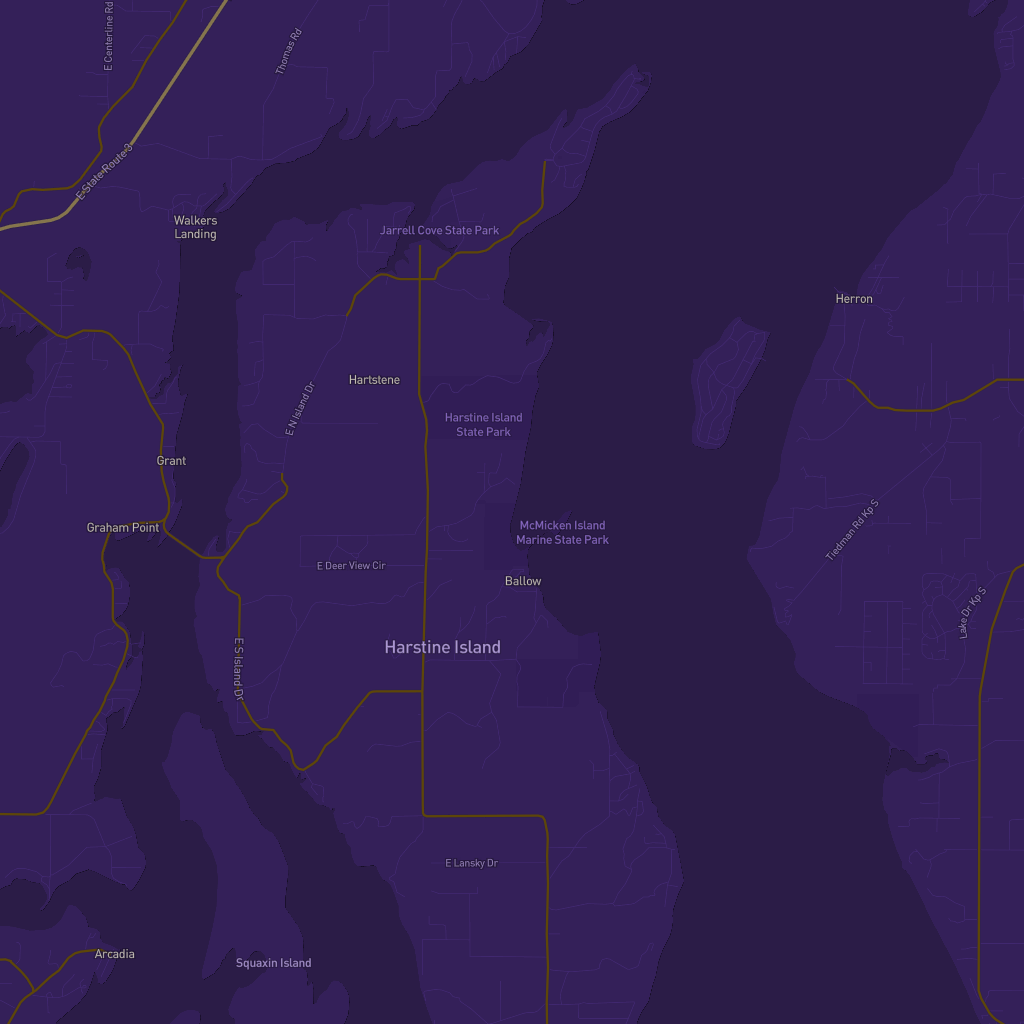 E Centerline Rd
Thomas Rd
E State Route 3
Walkers
Landing
Jarrell Cove State Park
Herron
Hartstene
E N Island Dr
Harstine Island
State Park
Grant
Graham Point
McMicken Island
Marine State Park
Tiedman Rd Kp S
E Deer View Cir
Ballow
Lake Dr Kp S
Harstine Island
E S Island Dr
E Lansky Dr
Arcadia
Squaxin Island